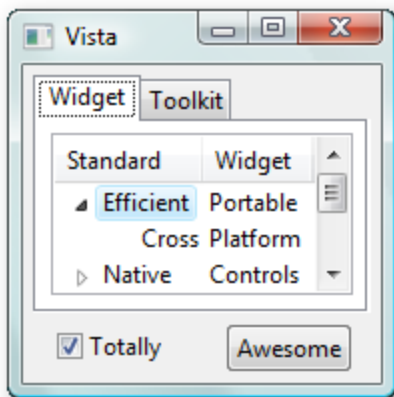 Vista
Widget Toolkit
Standard Widget
Efficient Portable
Cross Platform
Native Controls
Totally Awesome